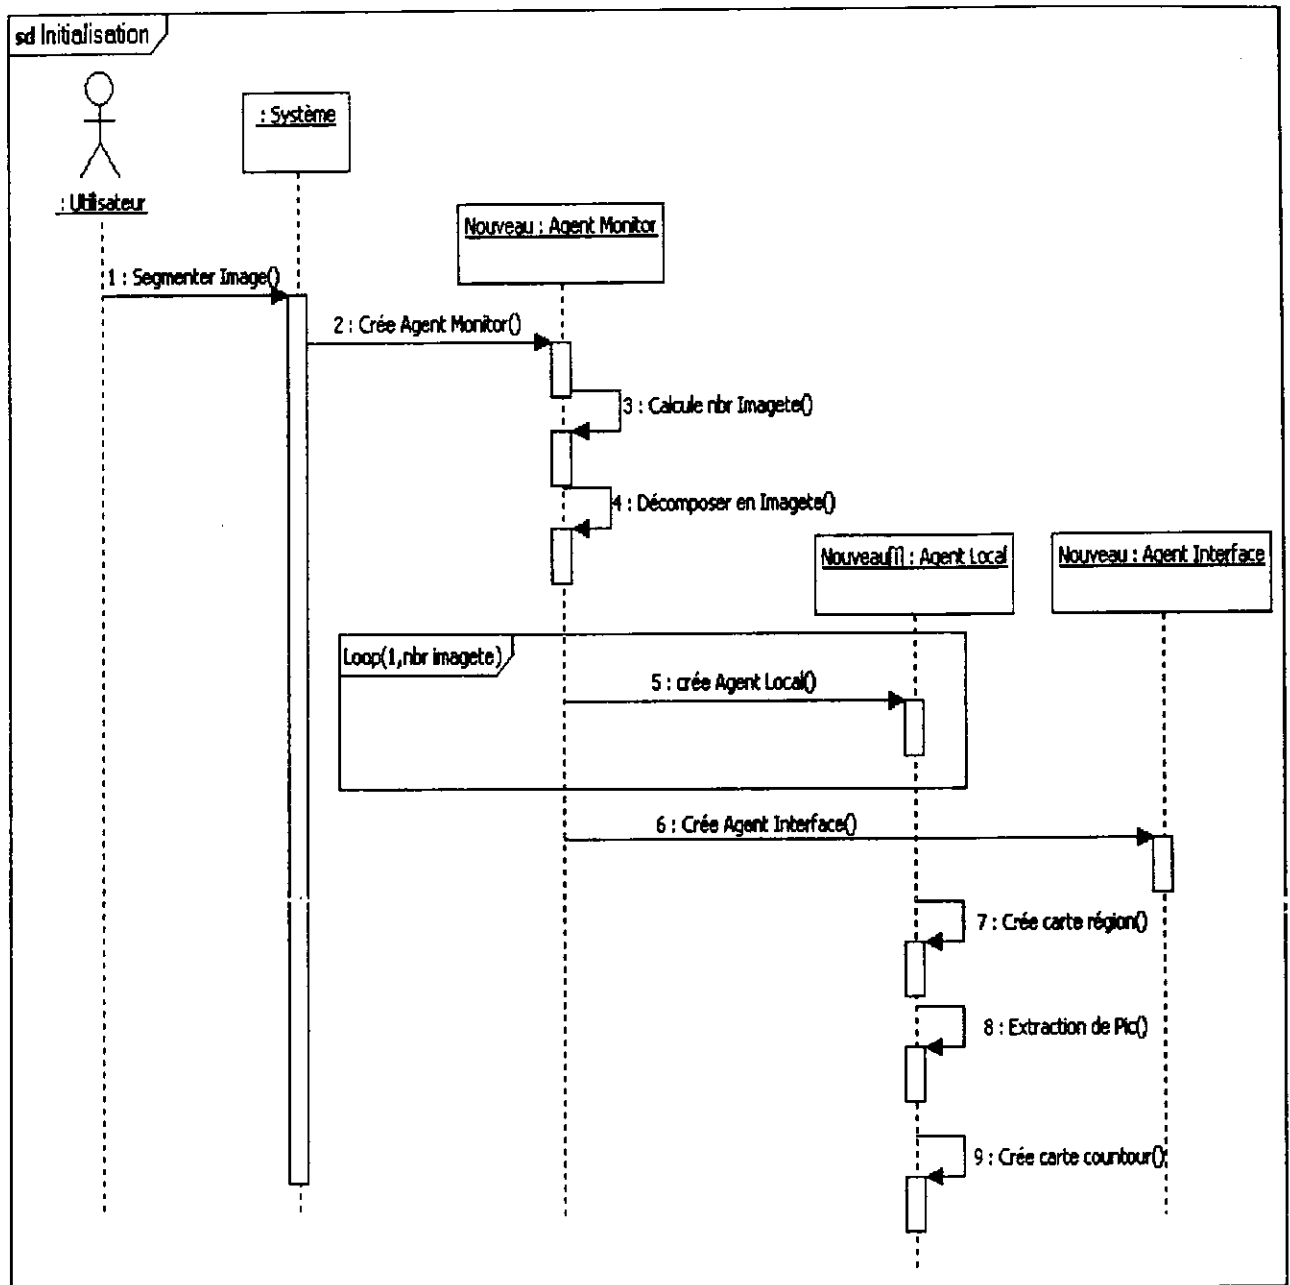 sd Initialisation
: Système
: Utilisateur
Nouveau : Agent Monitor
1 : Segmenter Image()
2 : Crée Agent Monitor()
3 : Calcule nbr Imagete()
4 : Décomposer en Imagete()
Nouveau[i] : Agent Local
Nouveau : Agent Interface
Loop(1,nbr imagete)
5 : crée Agent Local()
6 : Crée Agent Interface()
7 : Crée carte région()
8 : Extraction de Pic()
9 : Crée carte countour()